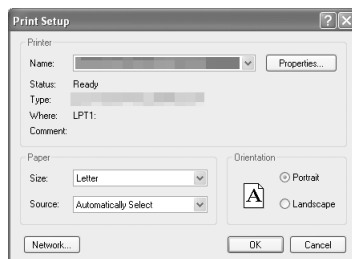 Print Setup
Printer
Name:
Properties...
Status: Ready
Type:
Where: LPT1:
Comment:
Paper
Size: Letter
Source: Automatically Select
Orientation
A
Portrait
Landscape
Network...
OK
Cancel